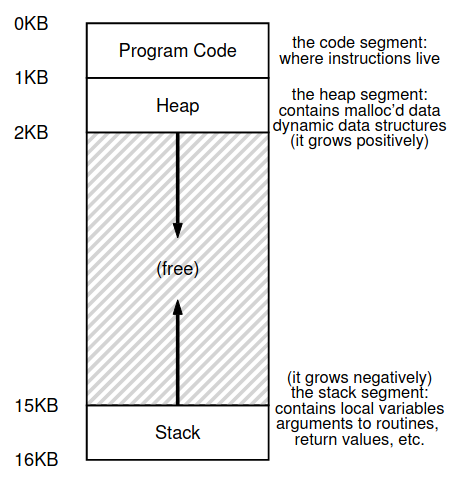 0KB
Program Code
the code segment:
where instructions live
1KB
Heap
the heap segment:
contains malloc'd data
dynamic data structures
(it grows positively)
2KB
(free)
(it grows negatively)
the stack segment:
contains local variables
arguments to routines,
return values, etc.
15KB
Stack
16KB